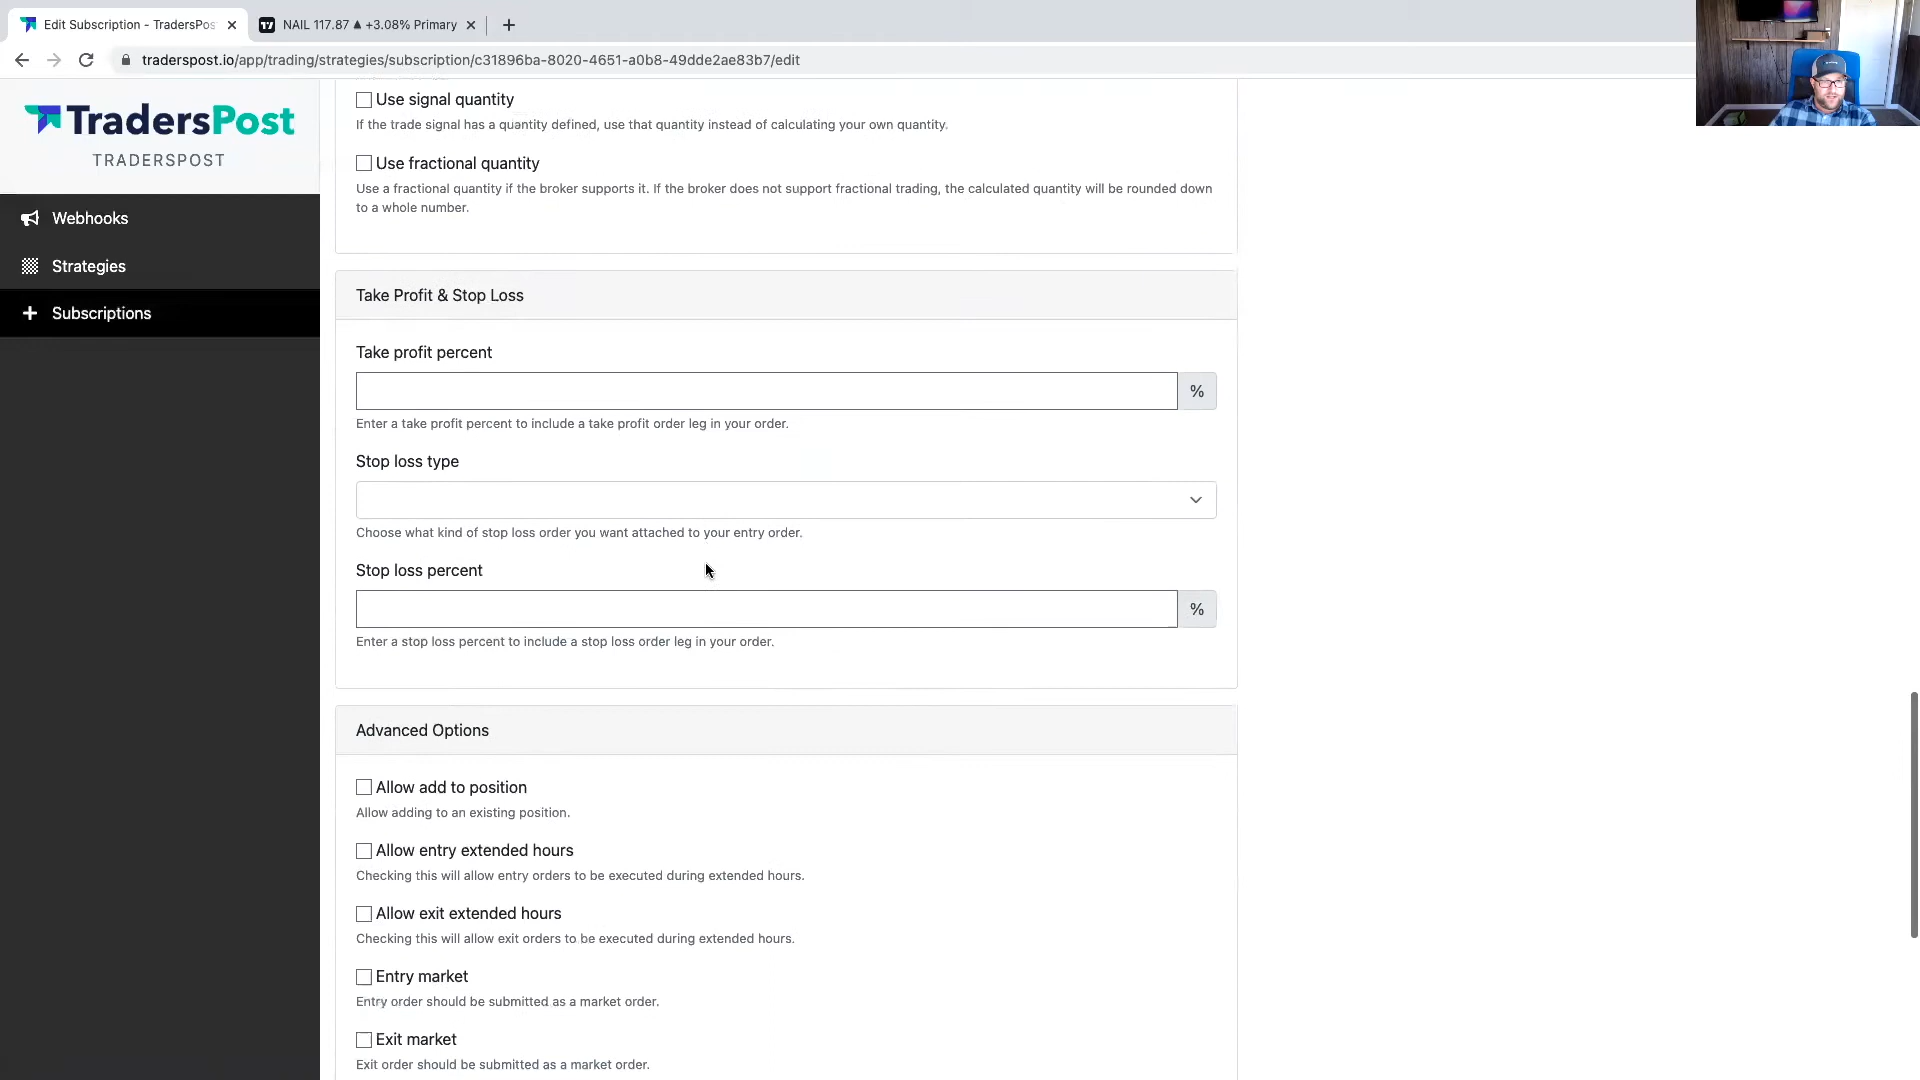 Edit Subscription - TradersPos
NAIL 117.87 ▲ +3.08% Primary
traderspost.io/app/trading/strategies/subscription/c31896ba-8020-4651-a0b8-49dde2ae83b7/edit
TradersPost
TRADERSPOST
Webhooks
Strategies
Subscriptions
Use signal quantity
If the trade signal has a quantity defined, use that quantity instead of calculating your own quantity.
Use fractional quantity
Use a fractional quantity if the broker supports it. If the broker does not support fractional trading, the calculated quantity will be rounded down
to a whole number.
Take Profit & Stop Loss
Take profit percent
%
Enter a take profit percent to include a take profit order leg in your order.
Stop loss type
Choose what kind of stop loss order you want attached to your entry order.
Stop loss percent
%
Enter a stop loss percent to include a stop loss order leg in your order.
Advanced Options
Allow add to position
Allow adding to an existing position.
Allow entry extended hours
Checking this will allow entry orders to be executed during extended hours.
Allow exit extended hours
Checking this will allow exit orders to be executed during extended hours.
Entry market
Entry order should be submitted as a market order.
Exit market
Exit order should be submitted as a market order.